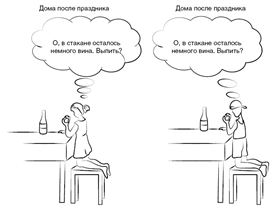 Дома после праздника
О, в стакане осталось
немного вина. Выпить?
Дома после праздника
О, в стакане осталось
немного вина. Выпить?